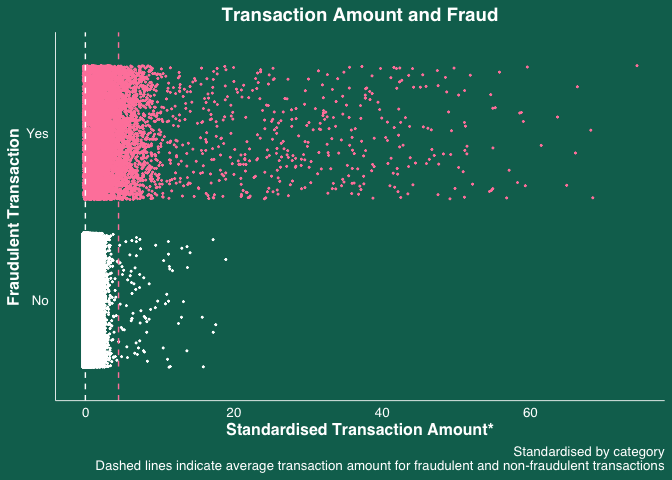 Transaction Amount and Fraud
Fraudulent Transaction
Yes
No
0 20 40 60
Standardised Transaction Amount*
Standardised by category
Dashed lines indicate average transaction amount for fraudulent and non-fraudulent transactions